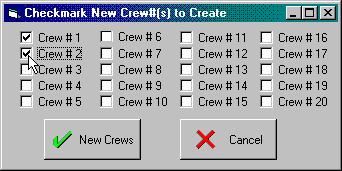 Checkmark New Crew#(s) to Create
Crew # 1 Crew # 6 Crew # 11 Crew # 16
Crew # 2 Crew # 7 Crew # 12 Crew # 17
Crew # 3 Crew # 8 Crew # 13 Crew # 18
Crew # 4 Crew # 9 Crew # 14 Crew # 19
Crew # 5 Crew # 10 Crew # 15 Crew # 20
New Crews Cancel